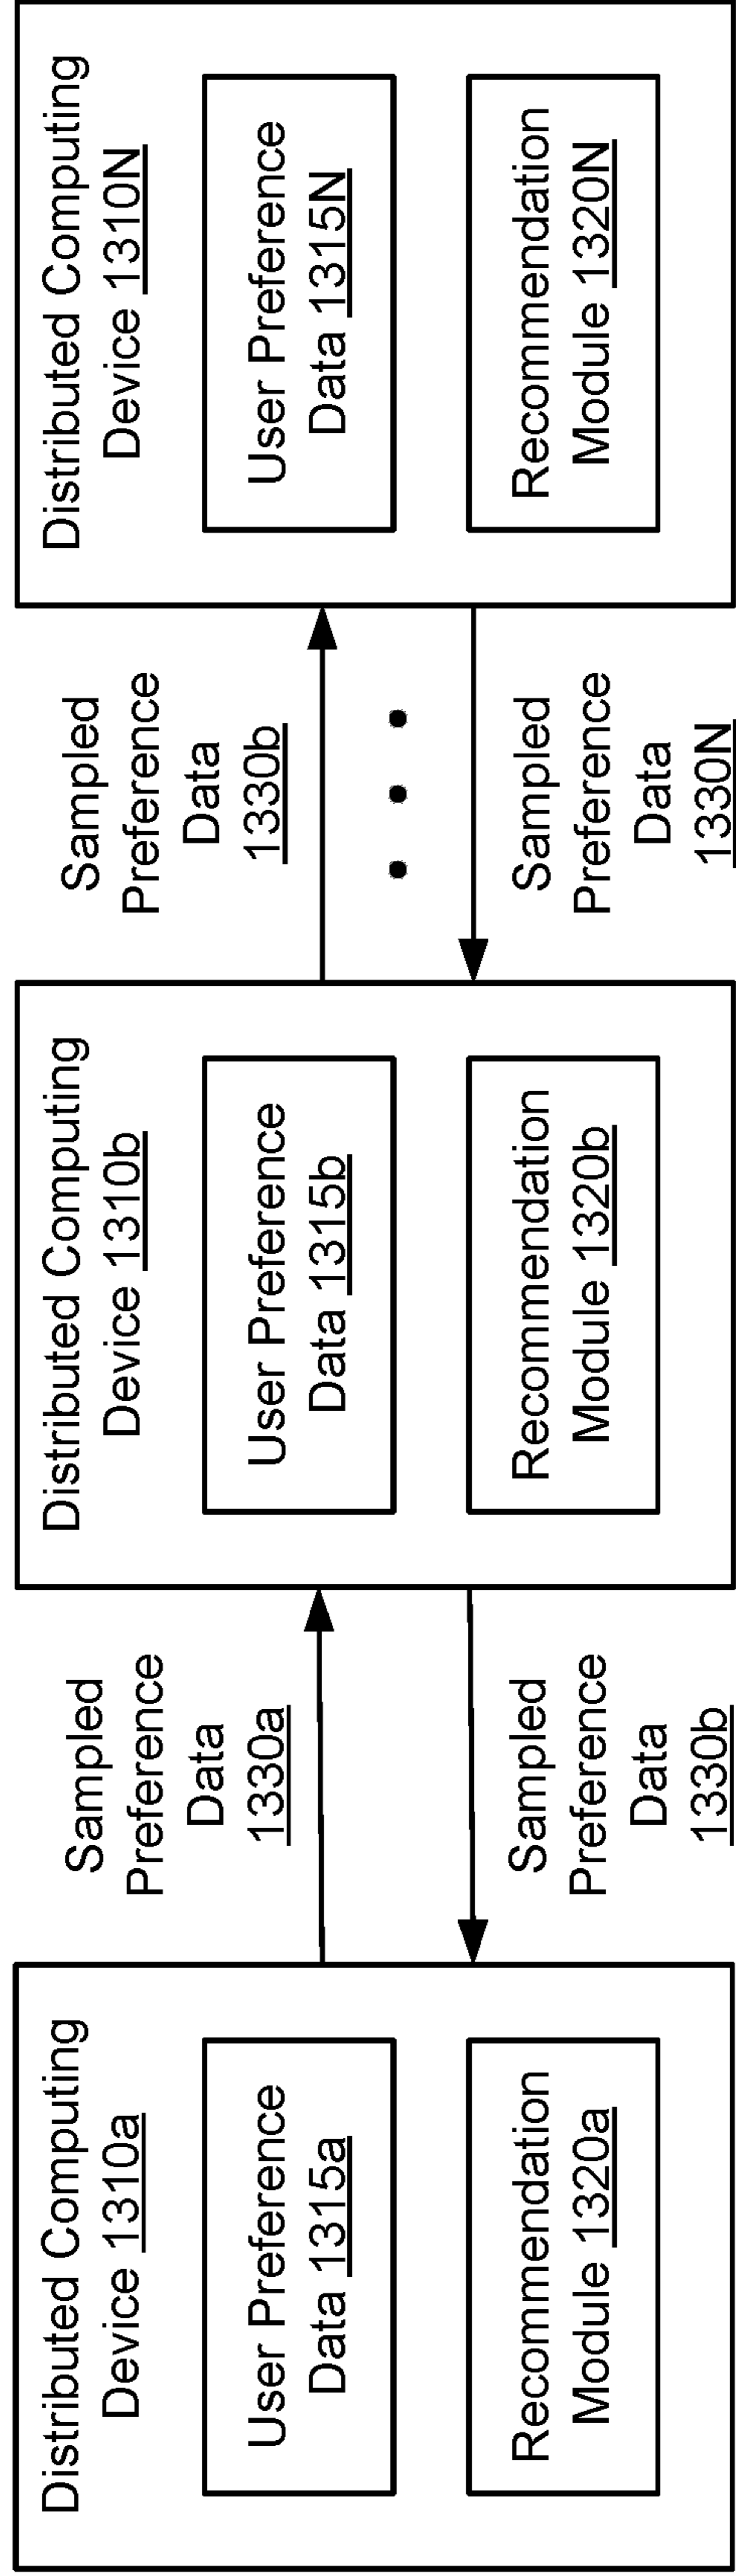 Distributed Computing
Device 1310a
User Preference
Data 1315a
Recommendation
Module 1320a
Sampled
Preference
Data
1330a
Sampled
Preference
Data
1330b
Distributed Computing
Device 1310b
User Preference
Data 1315b
Recommendation
Module 1320b
Sampled
Preference
Data
1330b
Sampled
Preference
Data
1330N
Distributed Computing
Device 1310N
User Preference
Data 1315N
Recommendation
Module 1320N